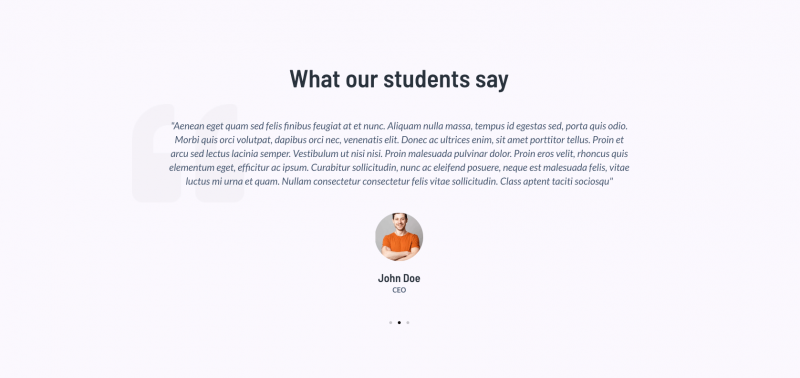 What our students say
"Aenean eget quam sed felis finibus feugiat at et nunc. Aliquam nulla massa, tempus id egestas sed, porta quis odio.
Morbi quis orci volutpat, dapibus orci nec, venenatis elit. Donec ac ultrices enim, sit amet porttitor tellus. Proin et
arcu sed lectus lacinia semper. Vestibulum ut nisi nisi. Proin malesuada pulvinar dolor. Proin eros velit, rhoncus quis
elementum eget, efficitur ac ipsum. Curabitur sollicitudin, nunc ac eleifend posuere, neque est malesuada felis, vitae
luctus mi urna et quam. Nullam consectetur consectetur felis vitae sollicitudin. Class aptent taciti sociosqu"
John Doe
CEO